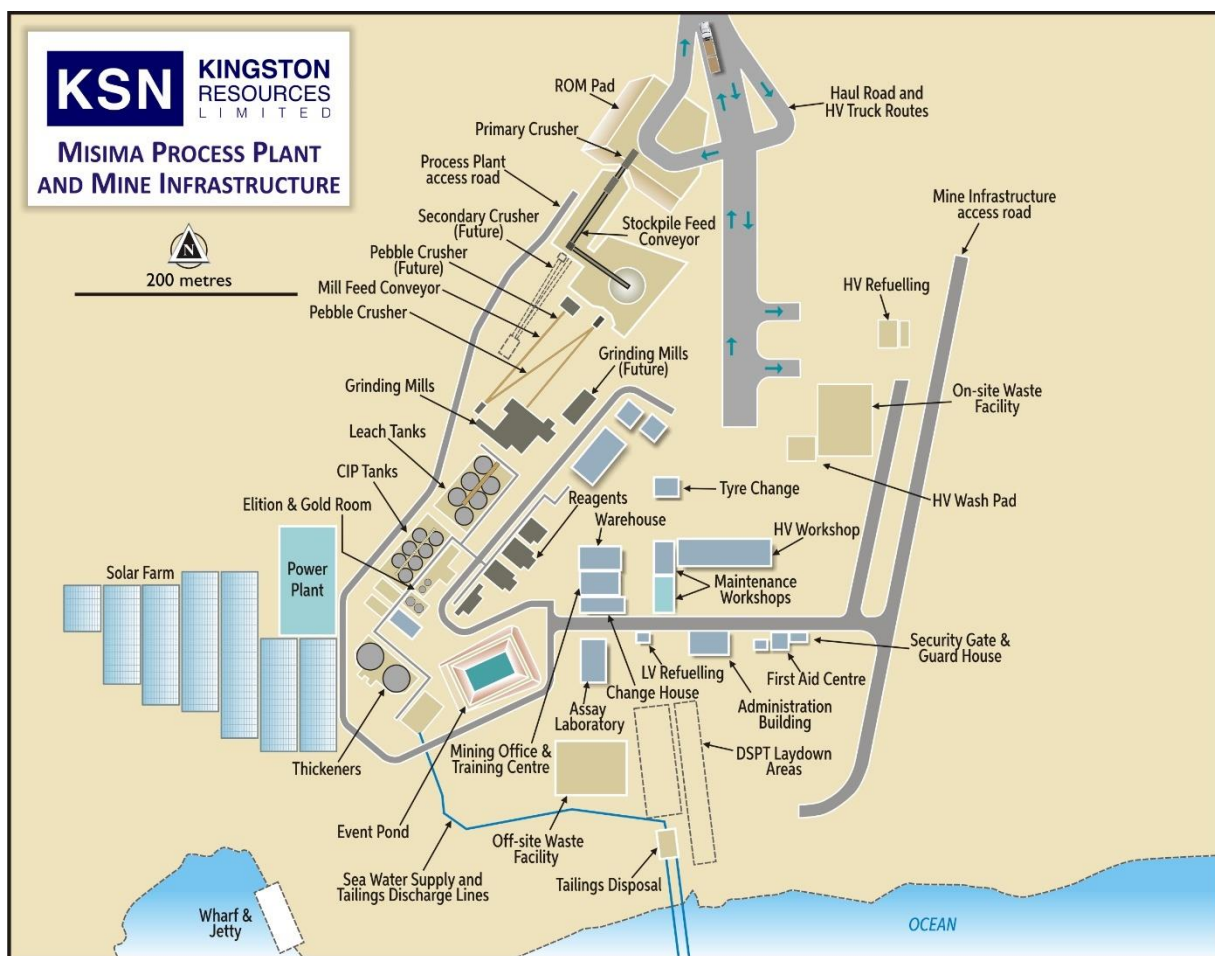 KSN
KINGSTON
RESOURCES
LIMITED
MISIMA PROCESS PLANT
AND MINE INFRASTRUCTURE
N
200 metres
ROM Pad
Primary Crusher
Process Plant
access road
Secondary Crusher
(Future)
Pebble Crusher
(Future)
Mill Feed Conveyor
Pebble Crusher
Grinding Mills
Leach Tanks
CIP Tanks
Elition & Gold Room
Solar Farm
Power
Plant
Haul Road and
HV Truck Routes
Stockpile Feed
Conveyor
Mine Infrastructure
access road
HV Refuelling
Grinding Mills
(Future)
On-site Waste
Facility
HV Wash Pad
Tyre Change
Reagents
Warehouse
HV Workshop
Maintenance
Workshops
Security Gate &
Guard House
First Aid Centre
LV Refuelling
Change House
Administration
Building
Assay
Laboratory
DSPT Laydown
Areas
Mining Office &
Training Centre
Thickeners
Event Pond
Off-site Waste
Facility
Sea Water Supply and
Tailings Discharge Lines
Tailings Disposal
Wharf &
Jetty
OCEAN